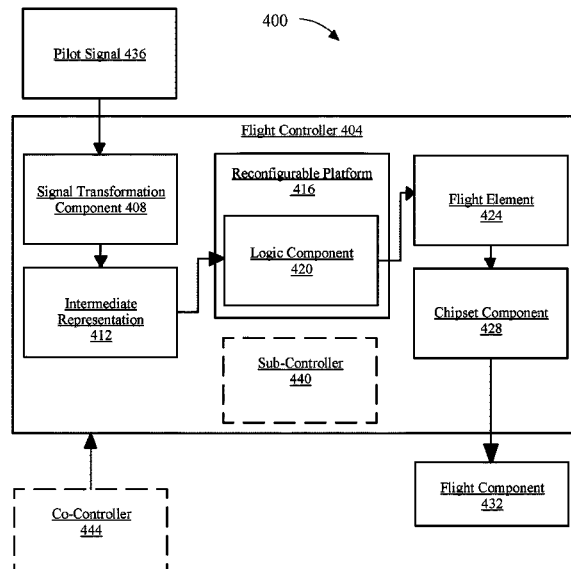 400
Pilot Signal 436
Flight Controller 404
Signal Transformation
Component 408
Intermediate
Representation
412
Reconfigurable Platform
416
Logic Component
420
Sub-Controller
440
Flight Element
424
Chipset Component
428
Flight Component
432
Co-Controller
444